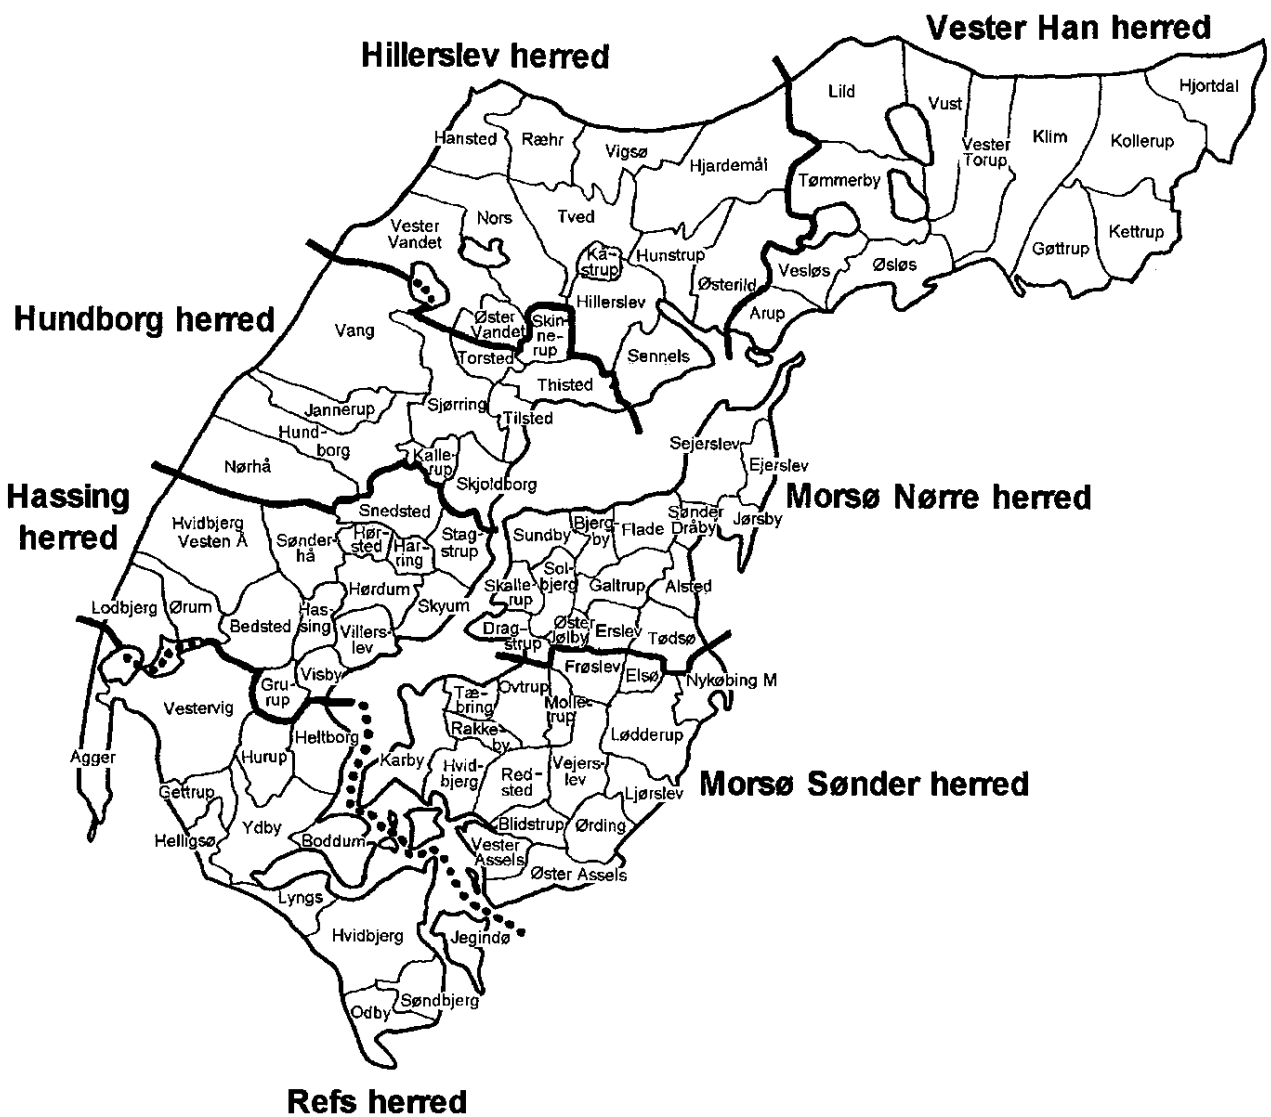 Vester Han herred
Hillerslev herred
Hjortdal
Lild
Vust
Klim
Kollerup
Vester
Torup
Hansted
Ræhr
Vigsø
Hjardemål
Tømmerby
Vester
Vandet
Nors
Tved
Kå-
strup
Hunstrup
Østerild
Vesløs
Øsløs
Gøttrup
Kettrup
Hillerslev
Arup
Hundborg herred
Vang
Øster
Vandet
Skin-
ne-
rup
Torsted
Sennels
Thisted
Jannerup
Sjørring
Tilsted
Hund-
borg
Kalle-
rup
Nørhå
Skjoldborg
Sejerslev
Ejerslev
Hassing
herred
Morsø Nørre herred
Snedsted
Hvidbjerg
Vesten Å
Sønder-
hå
Hør-
sted
Har-
ring
Stag-
strup
Sundby
Bjerg-
by
Flade
Sønder
Dråby
Jørsby
Lodbjerg
Ørum
Bedsted
Has-
sing
Hørdum
Villers-
lev
Skyum
Skalle-
rup
Sol-
bjerg
Galtrup
Alsted
Drag-
strup
Øster
Jølby
Erslev
Tødsø
Visby
Gru-
rup
Frøslev
Elsø
Nykøbing M
Vestervig
Heltborg
Tæ-
bring
Ovtrup
Mollec
rup
Rakke-
by
Lødderup
Agger
Hurup
Karby
Hvid-
bjerg
Red-
sted
Vejers-
lev
Ljørslev
Morsø Sønder herred
Gettrup
Helligsø
Ydby
Boddum
Blidstrup
Ørding
Vester
Assels
Øster Assels
Lyngs
Hvidbjerg
Jegindø
Odby
Søndbjerg
Refs herred